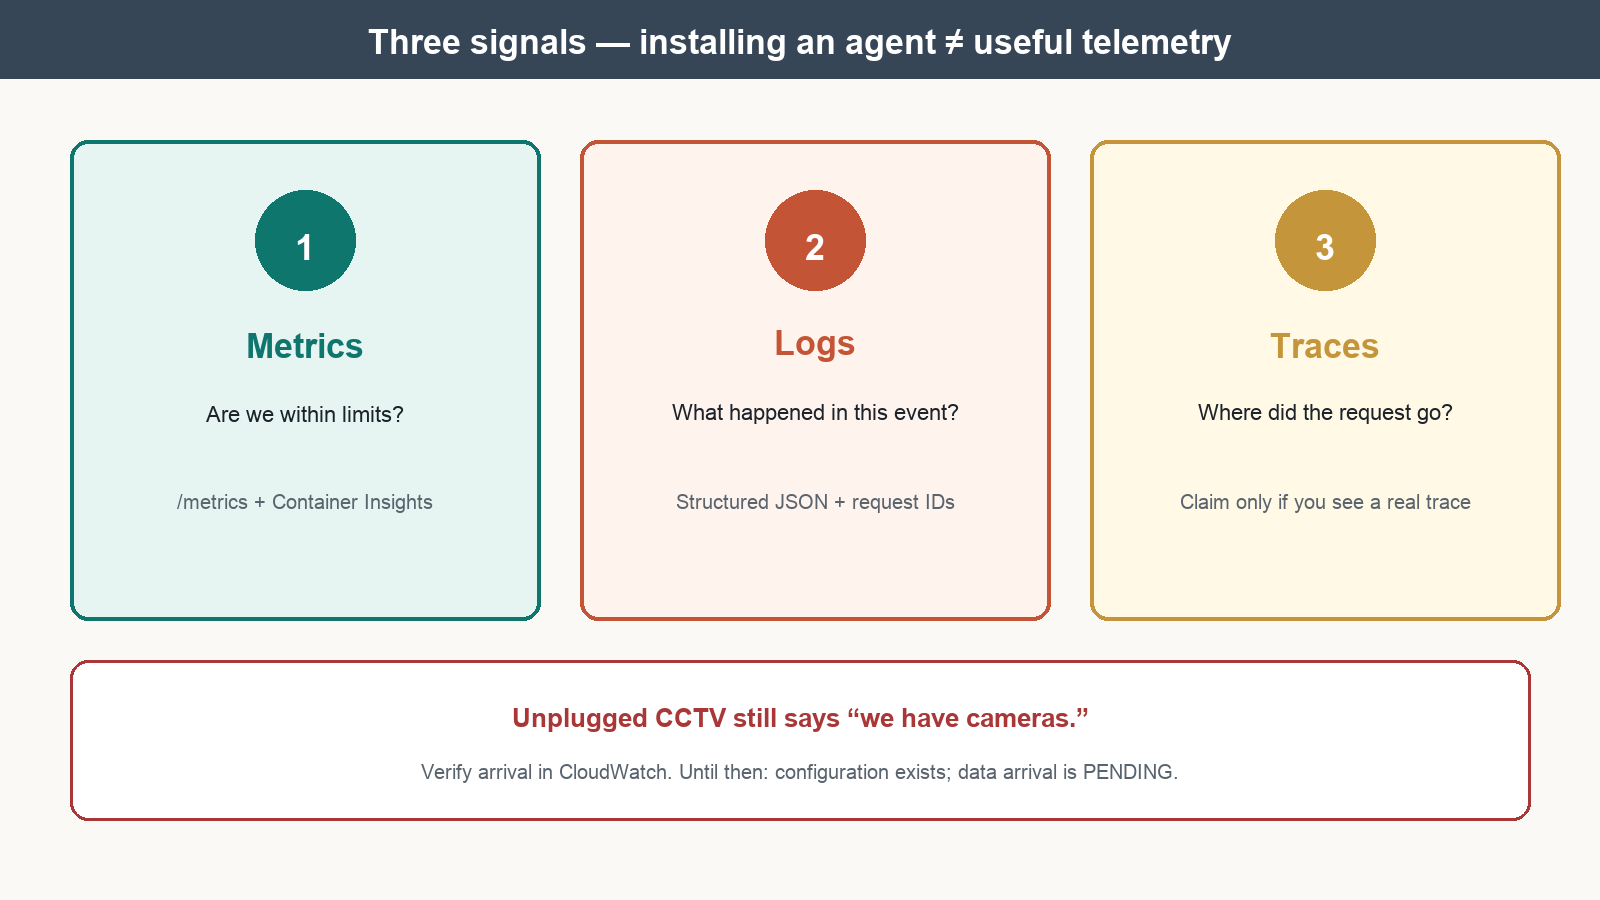 Three signals — installing an agent ≠ useful telemetry
1
Metrics
Are we within limits?
/metrics + Container Insights
2
Logs
What happened in this event?
Structured JSON + request IDs
3
Traces
Where did the request go?
Claim only if you see a real trace
Unplugged CCTV still says “we have cameras.”
Verify arrival in CloudWatch. Until then: configuration exists; data arrival is PENDING.